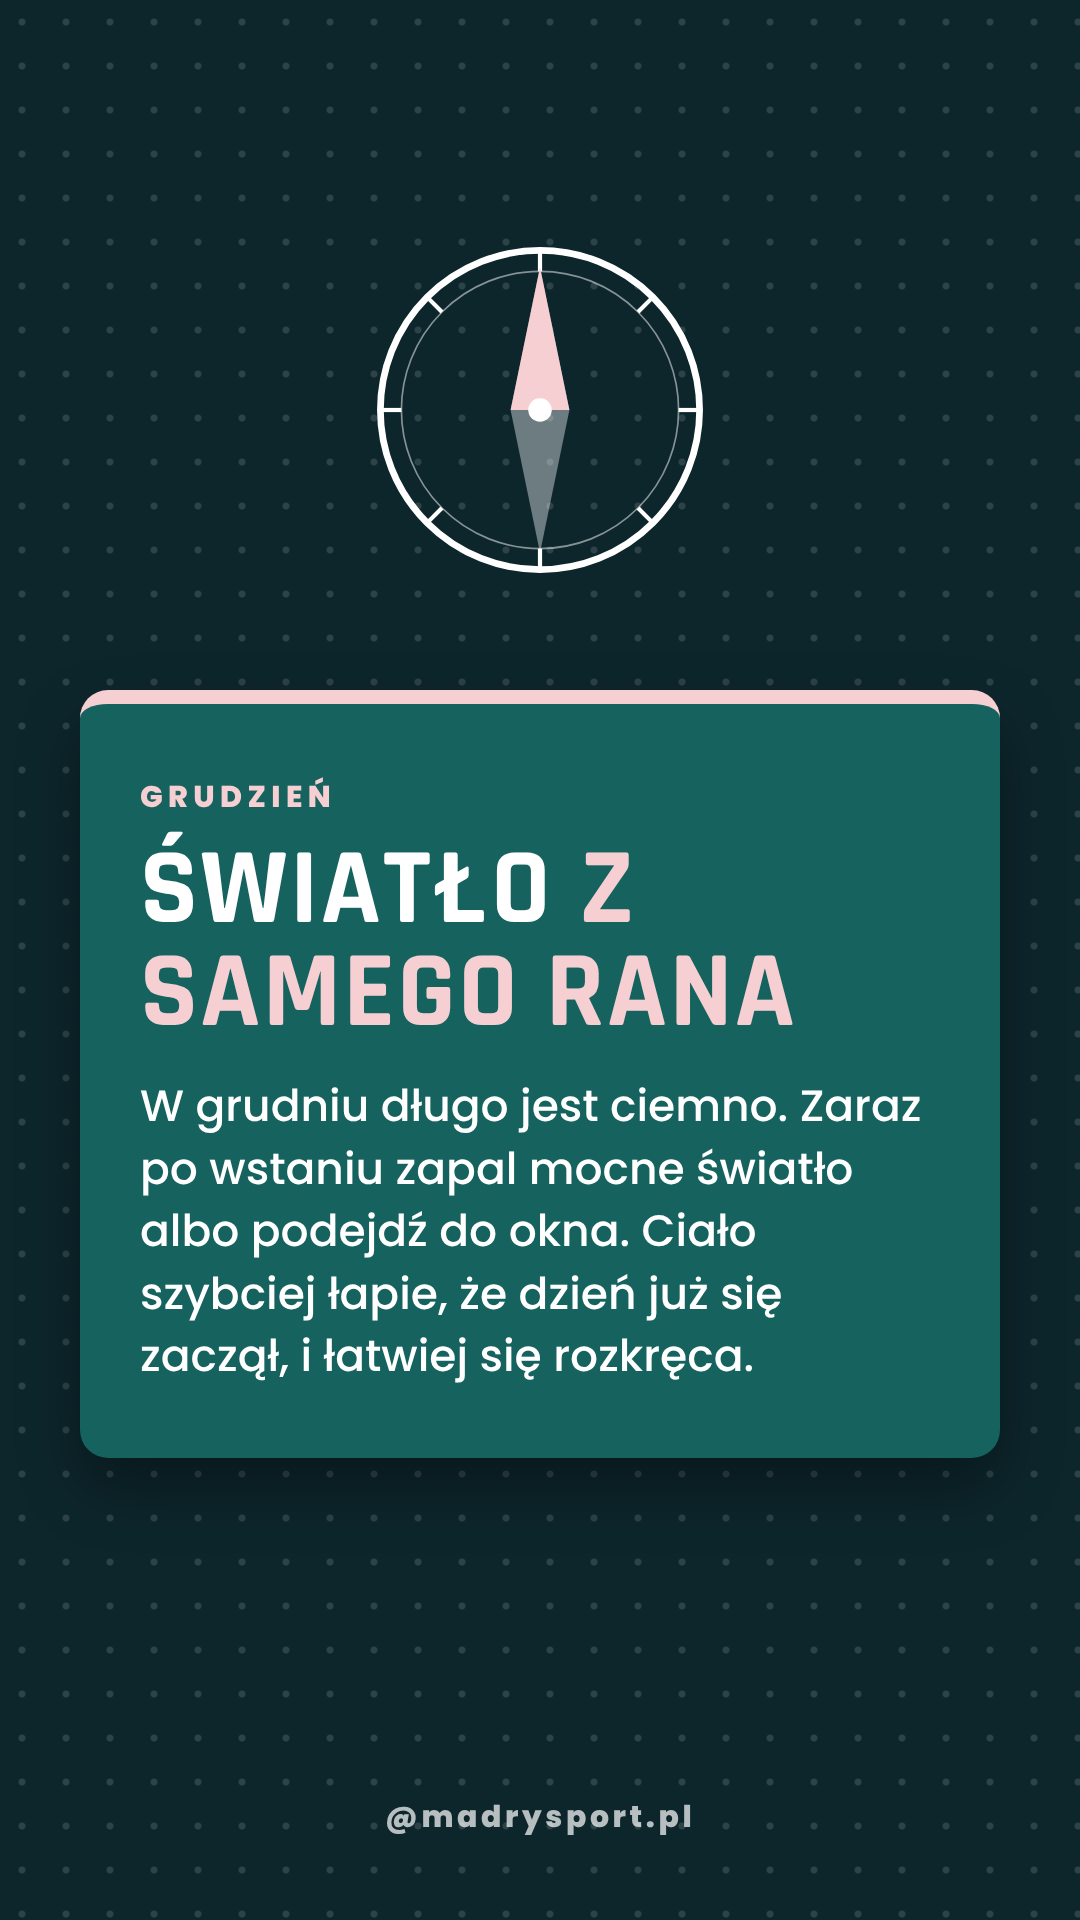 GRUDZIEŃ
ŚWIATŁO Z
SAMEGO RANA
W grudniu długo jest ciemno. Zaraz
po wstaniu zapal mocne światło
albo podejdź do okna. Ciało
szybciej łapie, że dzień już się
zaczął, i łatwiej się rozkręca.
@madrysport.pl